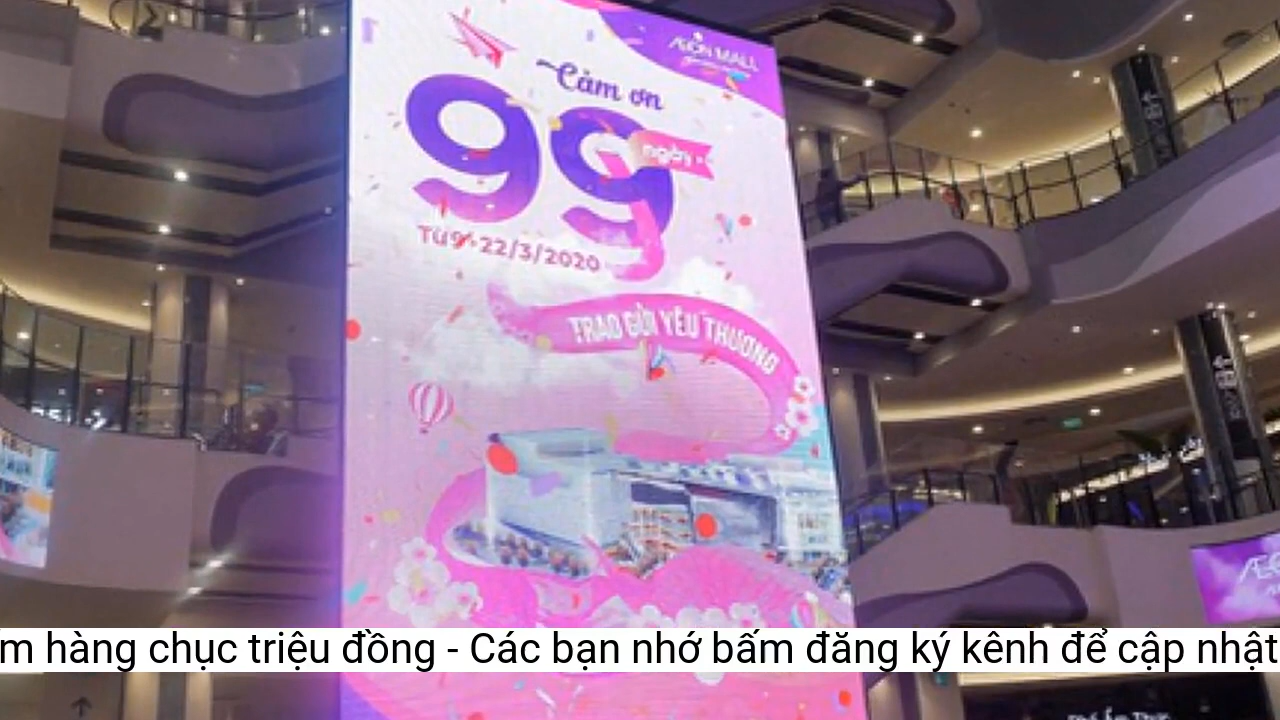 ÆON MALL
Cảm ơn
99
ngày
Từ 9-22/3/2020
TRAO GỬI YÊU THƯƠNG
hàng chục triệu đồng - Các bạn nhớ bấm đăng ký kênh để cập nhật